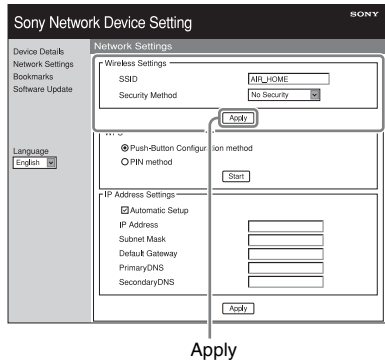 SONY
Sony Network Device Setting
Device Details
Network Settings
Bookmarks
Software Update
Language
English
Network Settings
Wireless Settings
SSID AIR_HOME
Security Method No Security
Apply
WPS
Push-Button Configuration method
PIN method
Start
IP Address Settings
Automatic Setup
IP Address
Subnet Mask
Default Gateway
PrimaryDNS
SecondaryDNS
Apply
Apply